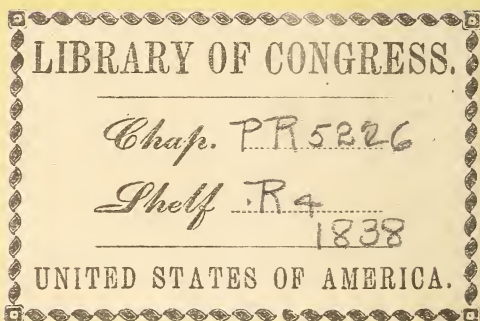 LIBRARY OF CONGRESS.
Chap. PR5226
Shelf .R4
1838
UNITED STATES OF AMERICA.